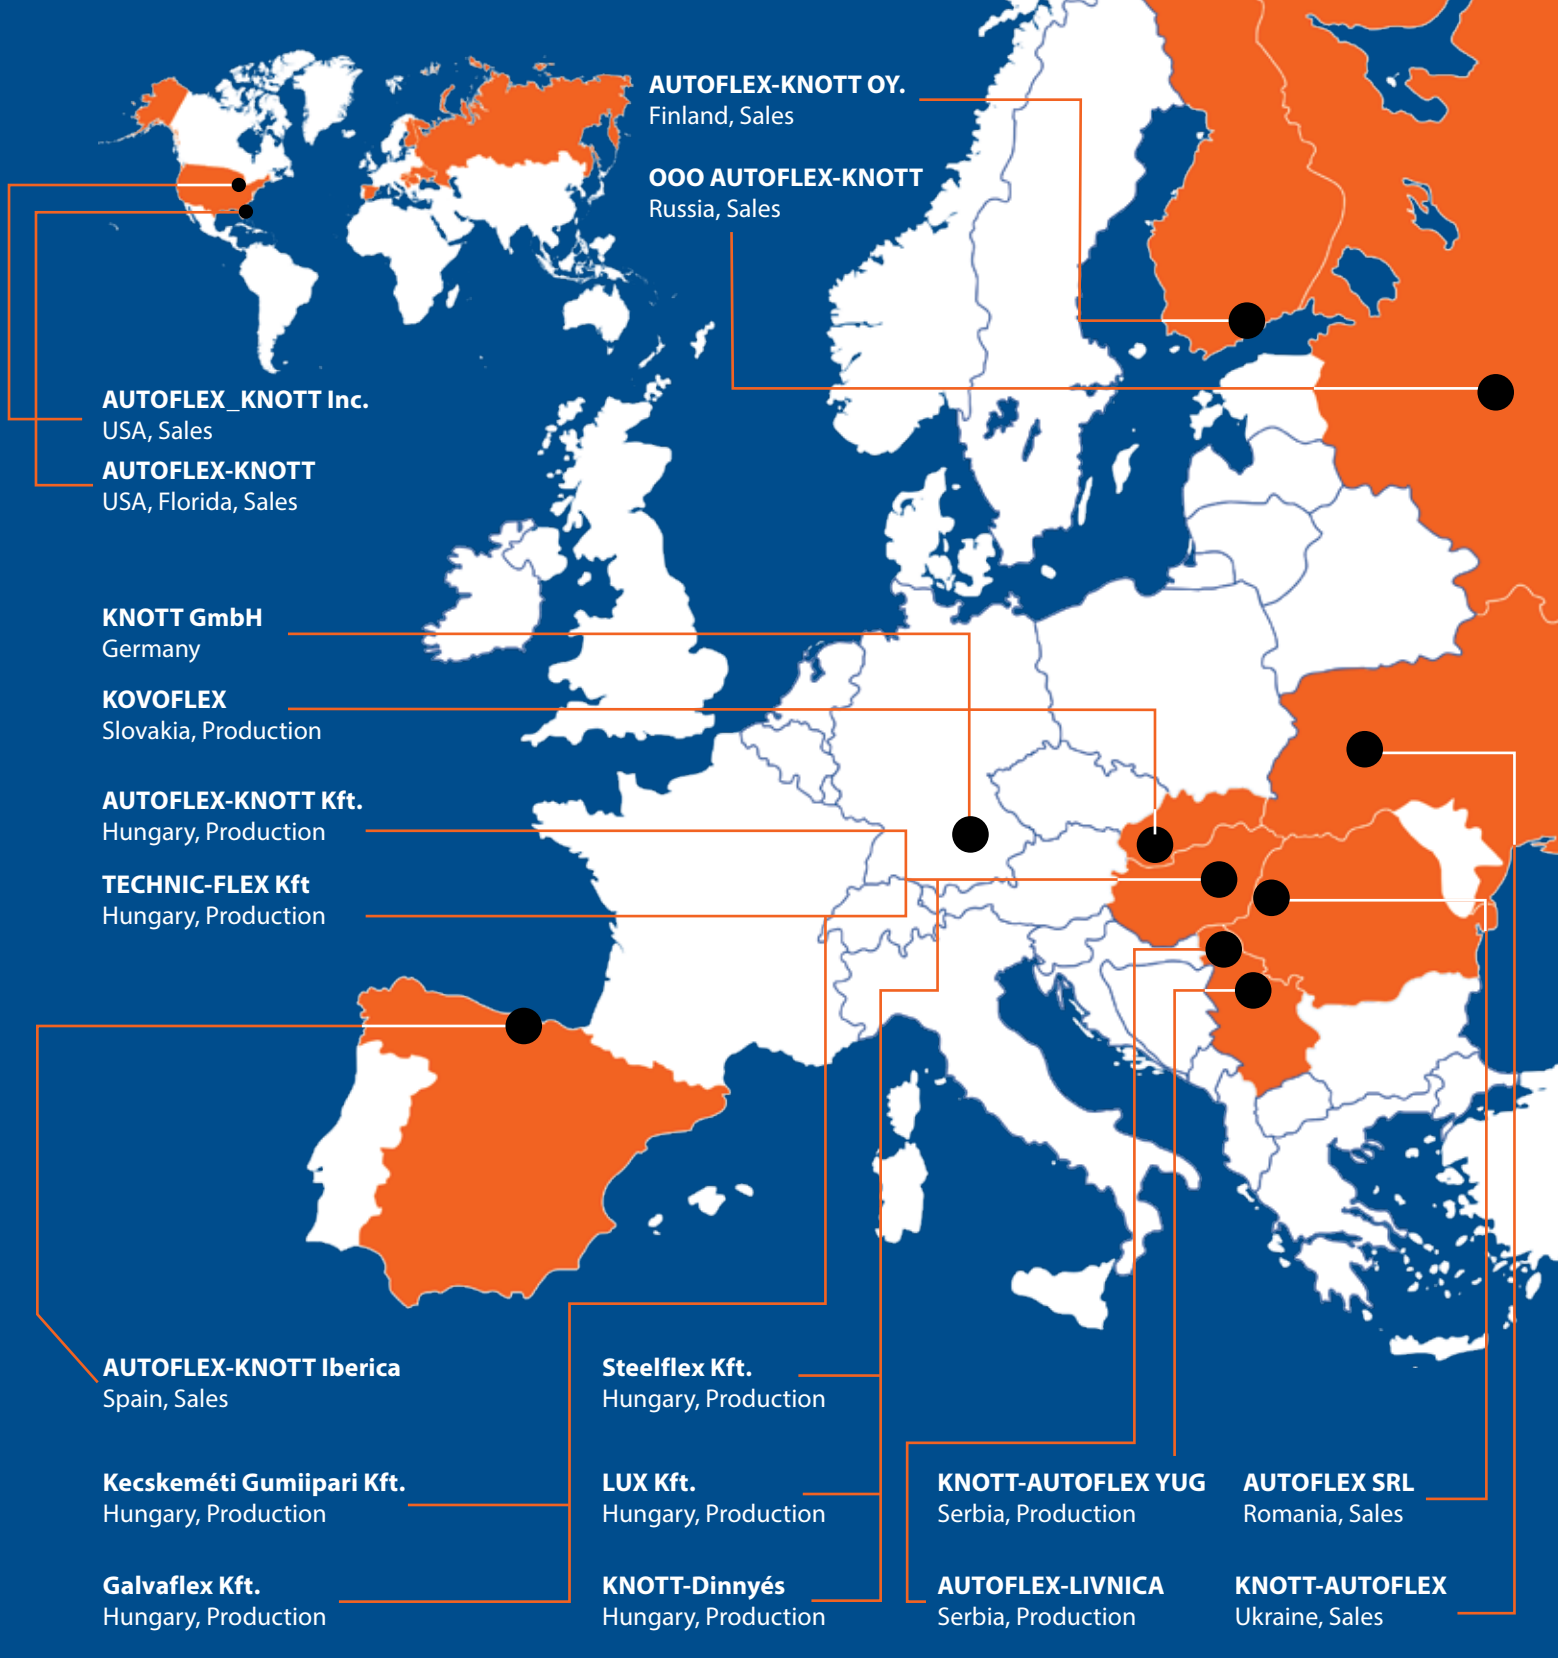 AUTOFLEX-KNOTT OY.
Finland, Sales
OOO AUTOFLEX-KNOTT
Russia, Sales
AUTOFLEX_KNOTT Inc.
USA, Sales
AUTOFLEX-KNOTT
USA, Florida, Sales
KNOTT GmbH
Germany
KOVOFLEX
Slovakia, Production
AUTOFLEX-KNOTT Kft.
Hungary, Production
TECHNIC-FLEX Kft
Hungary, Production
AUTOFLEX-KNOTT Iberica
Spain, Sales
Steelflex Kft.
Hungary, Production
Kecskeméti Gumiipari Kft.
Hungary, Production
LUX Kft.
Hungary, Production
KNOTT-AUTOFLEX YUG
Serbia, Production
AUTOFLEX SRL
Romania, Sales
Galvaflex Kft.
Hungary, Production
KNOTT-Dinnyés
Hungary, Production
AUTOFLEX-LIVNICA
Serbia, Production
KNOTT-AUTOFLEX
Ukraine, Sales